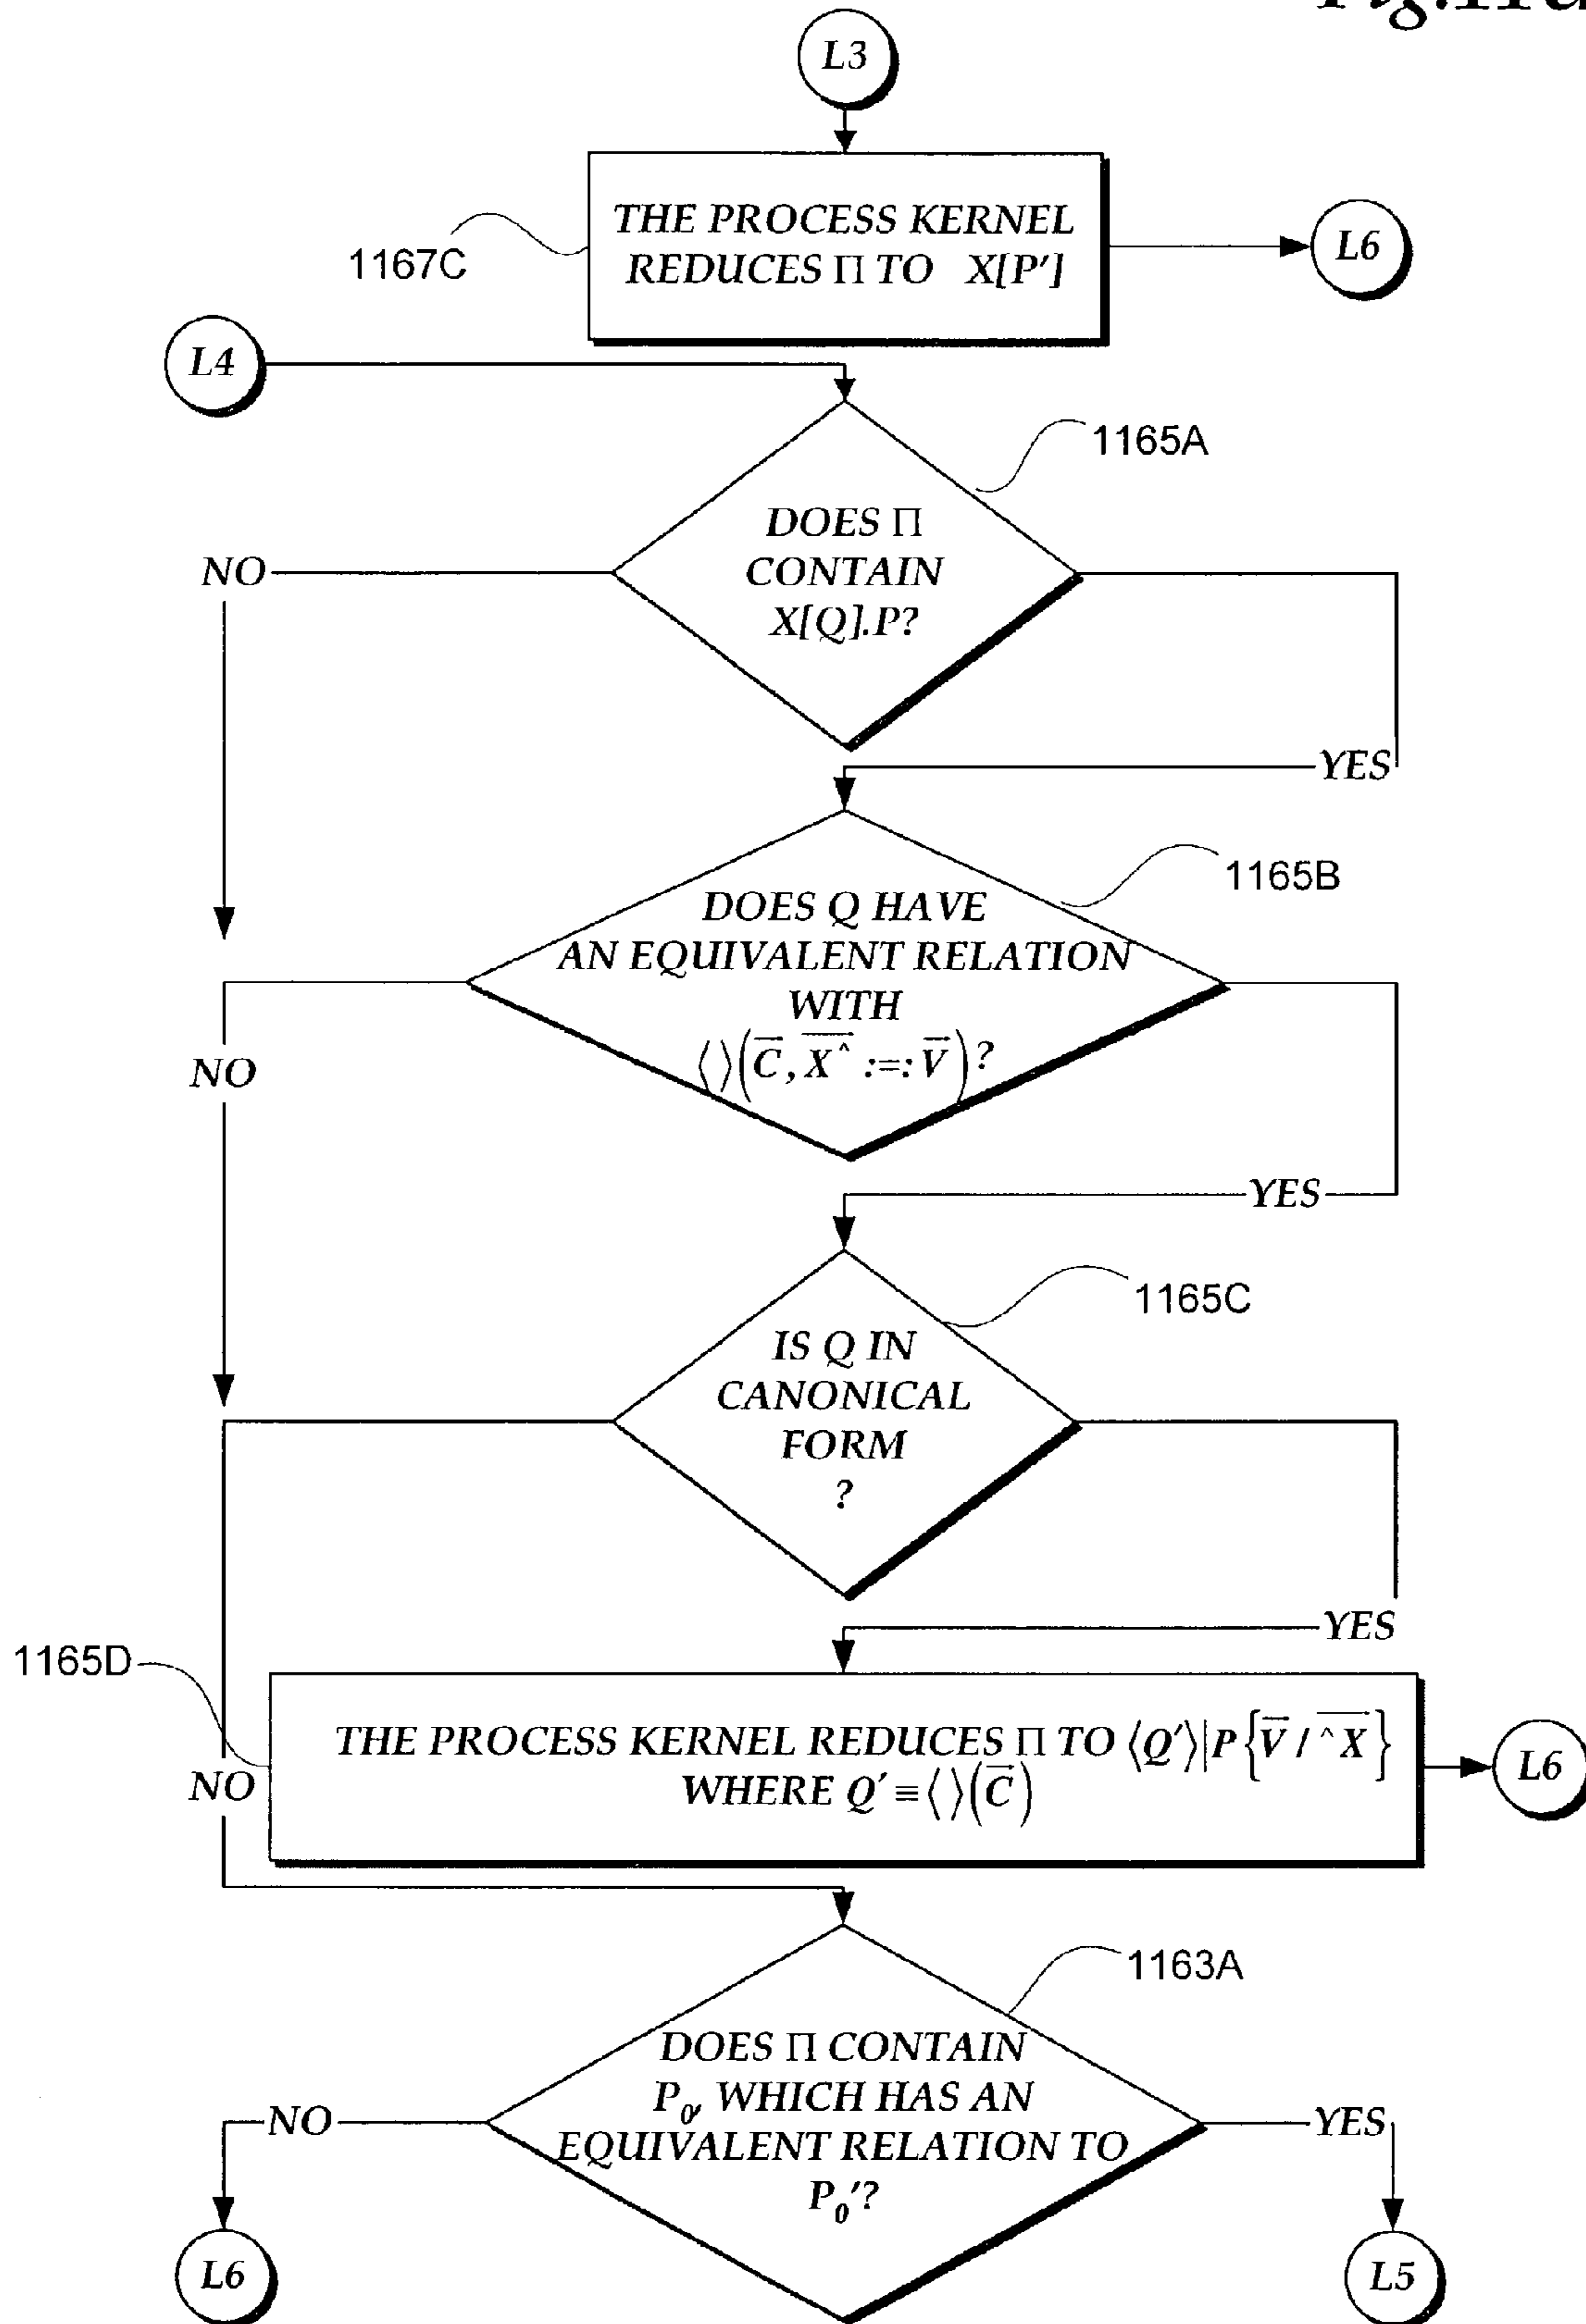 L3
THE PROCESS KERNEL
REDUCES Π TO X[P']
1167C
L6
L4
1165A
DOES Π
CONTAIN
X[Q].P?
NO
YES
1165B
DOES Q HAVE
AN EQUIVALENT RELATION
WITH
⟨ ⟩(C⃗, X^⃗ :=: V⃗)?
NO
YES
1165C
IS Q IN
CANONICAL
FORM
?
YES
1165D
THE PROCESS KERNEL REDUCES Π TO ⟨Q'⟩|P{V⃗ / ^X⃗}
WHERE Q' ≡ ⟨ ⟩(C⃗)
L6
NO
1163A
DOES Π CONTAIN
P₀, WHICH HAS AN
EQUIVALENT RELATION TO
P₀'?
NO
YES
L6
L5